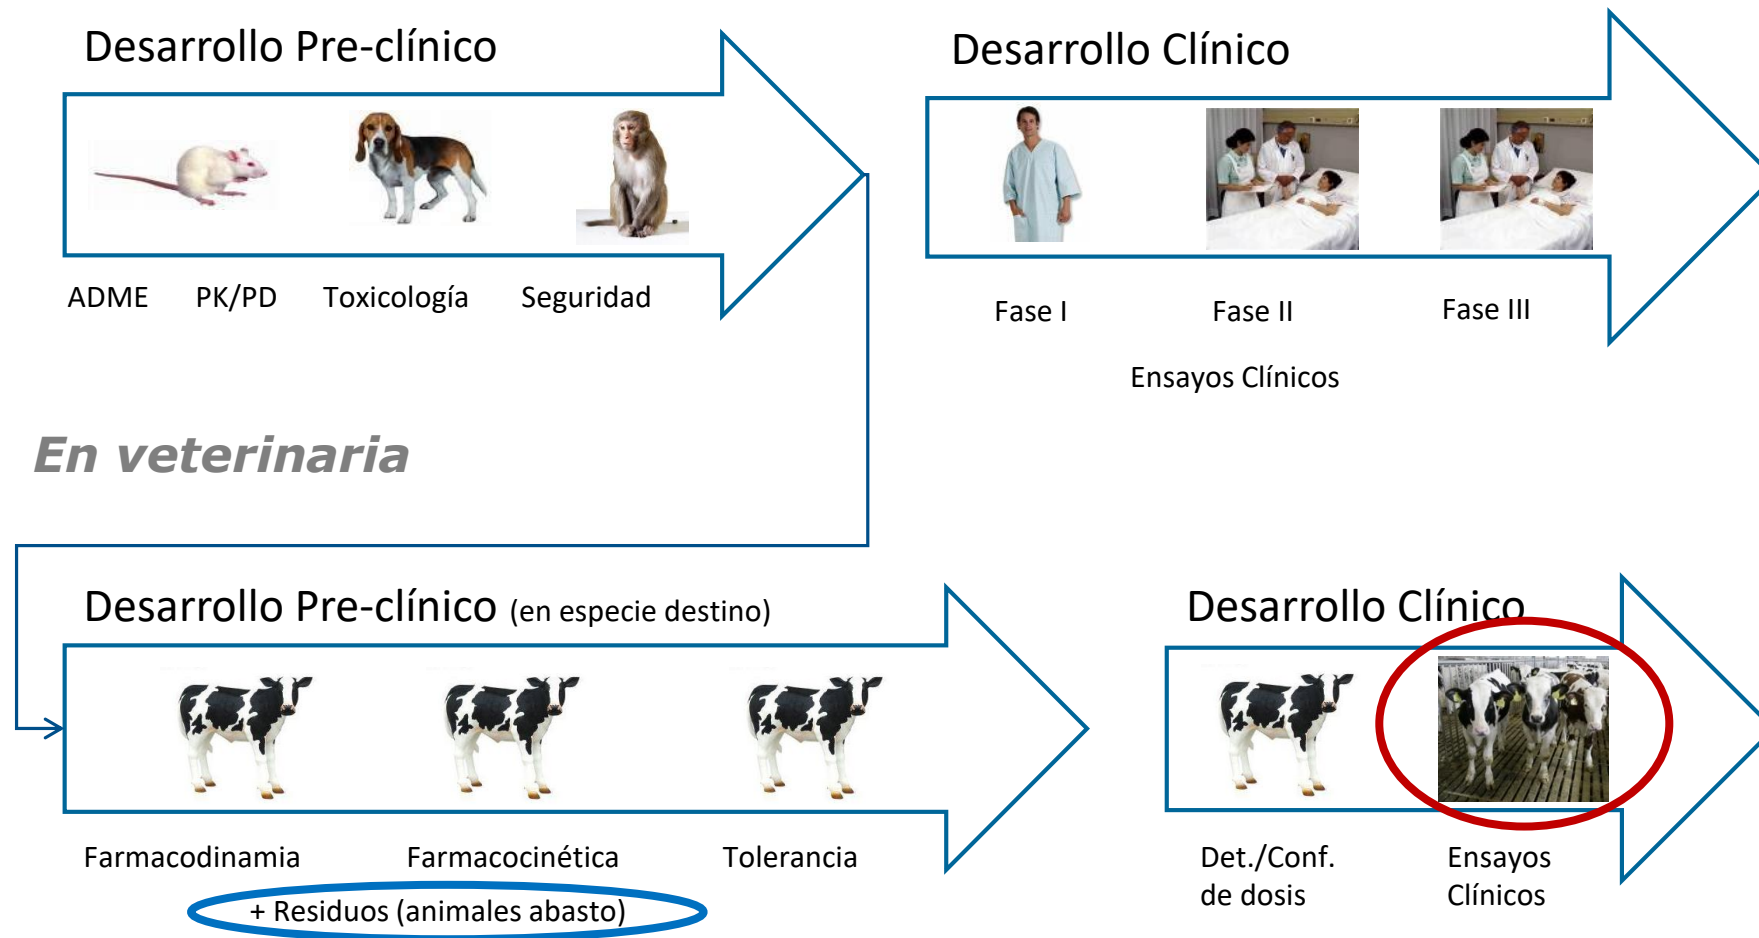 Desarrollo Pre-clínico
Desarrollo Clínico
ADME PK/PD Toxicología Seguridad
Fase I Fase II Fase III
Ensayos Clínicos
En veterinaria
Desarrollo Pre-clínico (en especie destino)
Desarrollo Clínico
Farmacodinamia Farmacocinética Tolerancia
+ Residuos (animales abasto)
Det./Conf.
de dosis
Ensayos
Clínicos